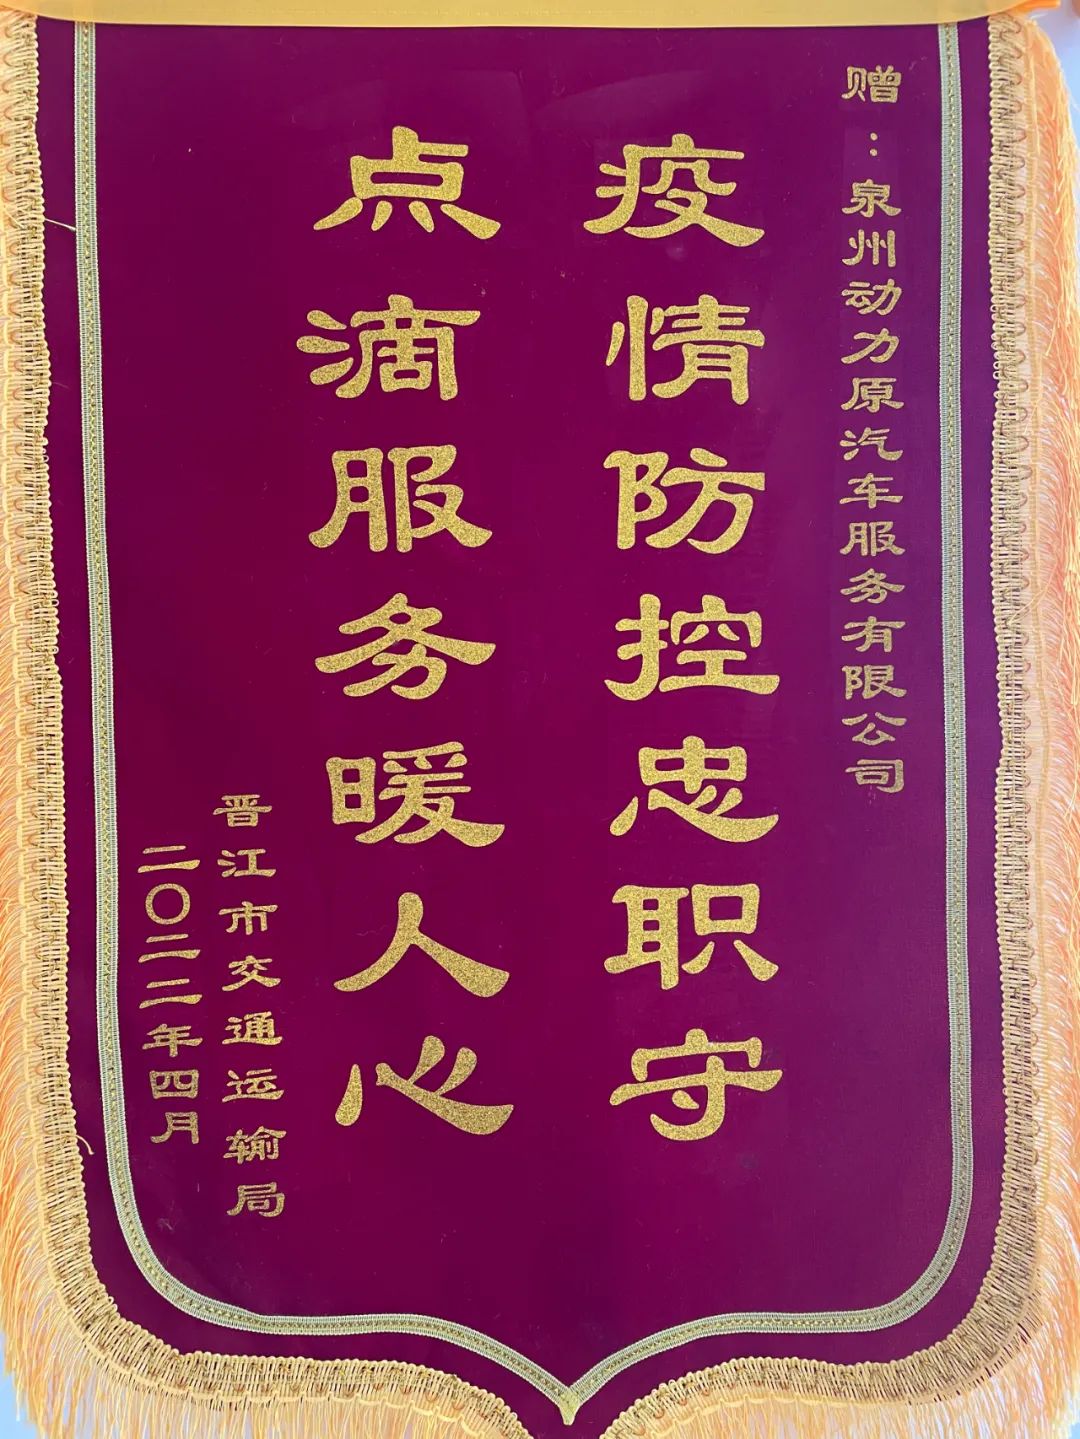 赠：泉州动力原汽车服务有限公司
疫情防控忠职守
点滴服务暖人心
晋江市交通运输局
二〇二二年四月